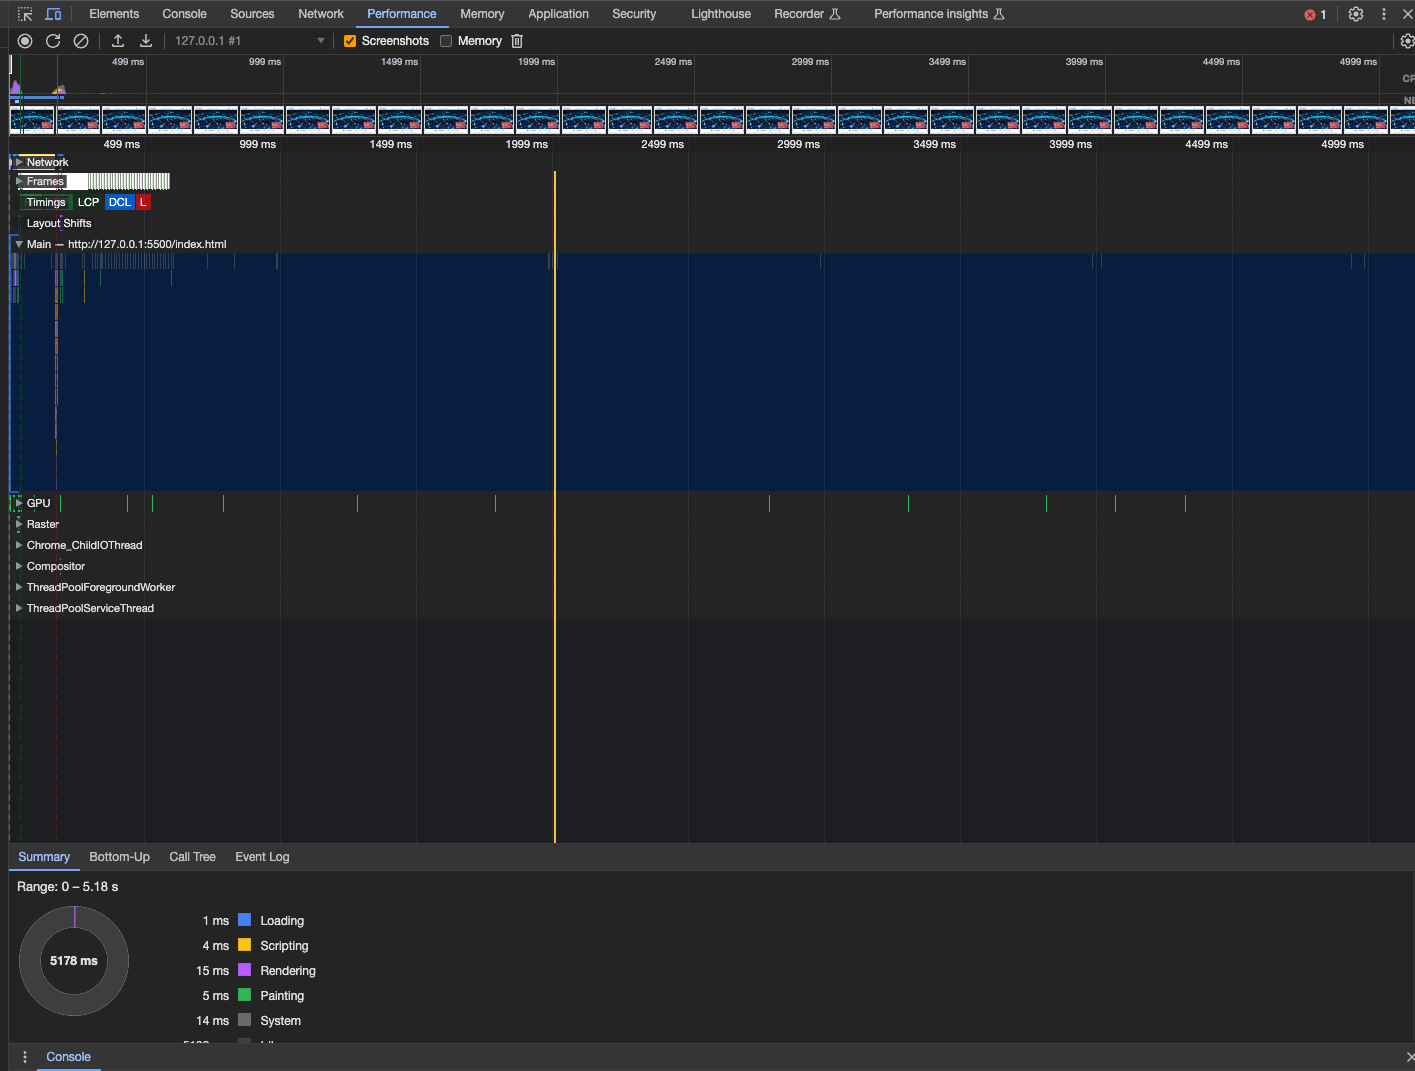 Elements Console Sources Network Performance Memory Application Security Lighthouse Recorder Performance insights 1
127.0.0.1 #1 Screenshots Memory
499 ms 999 ms 1499 ms 1999 ms 2499 ms 2999 ms 3499 ms 3999 ms 4499 ms 4999 ms
CP
NE
499 ms 999 ms 1499 ms 1999 ms 2499 ms 2999 ms 3499 ms 3999 ms 4499 ms 4999 ms
Network
Frames
Timings LCP DCL L
Layout Shifts
Main — http://127.0.0.1:5500/index.html
GPU
Raster
Chrome_ChildIOThread
Compositor
ThreadPoolForegroundWorker
ThreadPoolServiceThread
Summary Bottom-Up Call Tree Event Log
Range: 0 – 5.18 s
5178 ms
1 ms Loading
4 ms Scripting
15 ms Rendering
5 ms Painting
14 ms System
Console